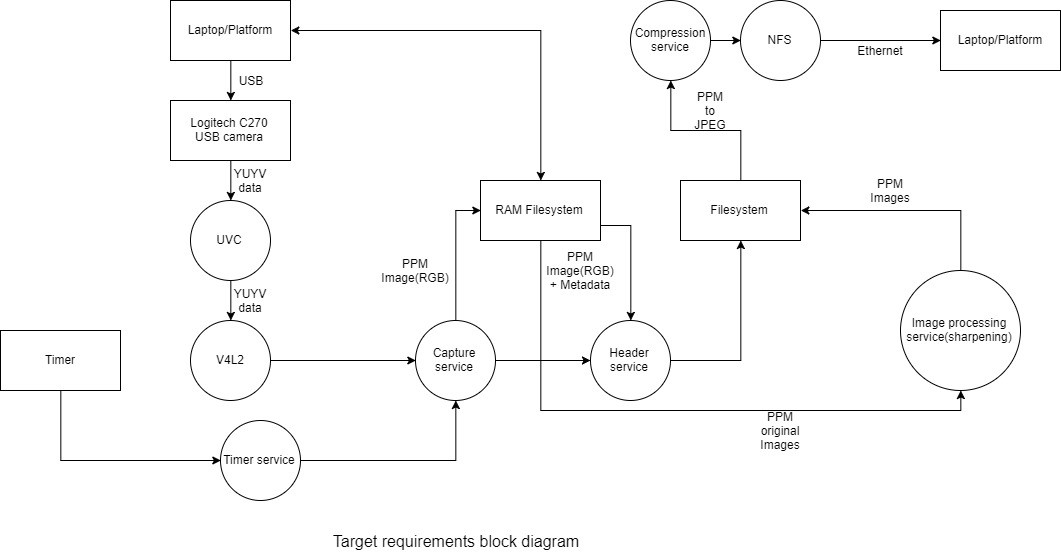 Laptop/Platform
Compression
service
NFS
Ethernet
Laptop/Platform
USB
Logitech C270
USB camera
PPM
to
JPEG
YUYV
data
RAM Filesystem
Filesystem
PPM
Images
UVC
PPM
Image(RGB)
PPM
Image(RGB)
+ Metadata
YUYV
data
Timer
V4L2
Capture
service
Header
service
Image processing
service(sharpening)
PPM
original
Images
Timer service
Target requirements block diagram